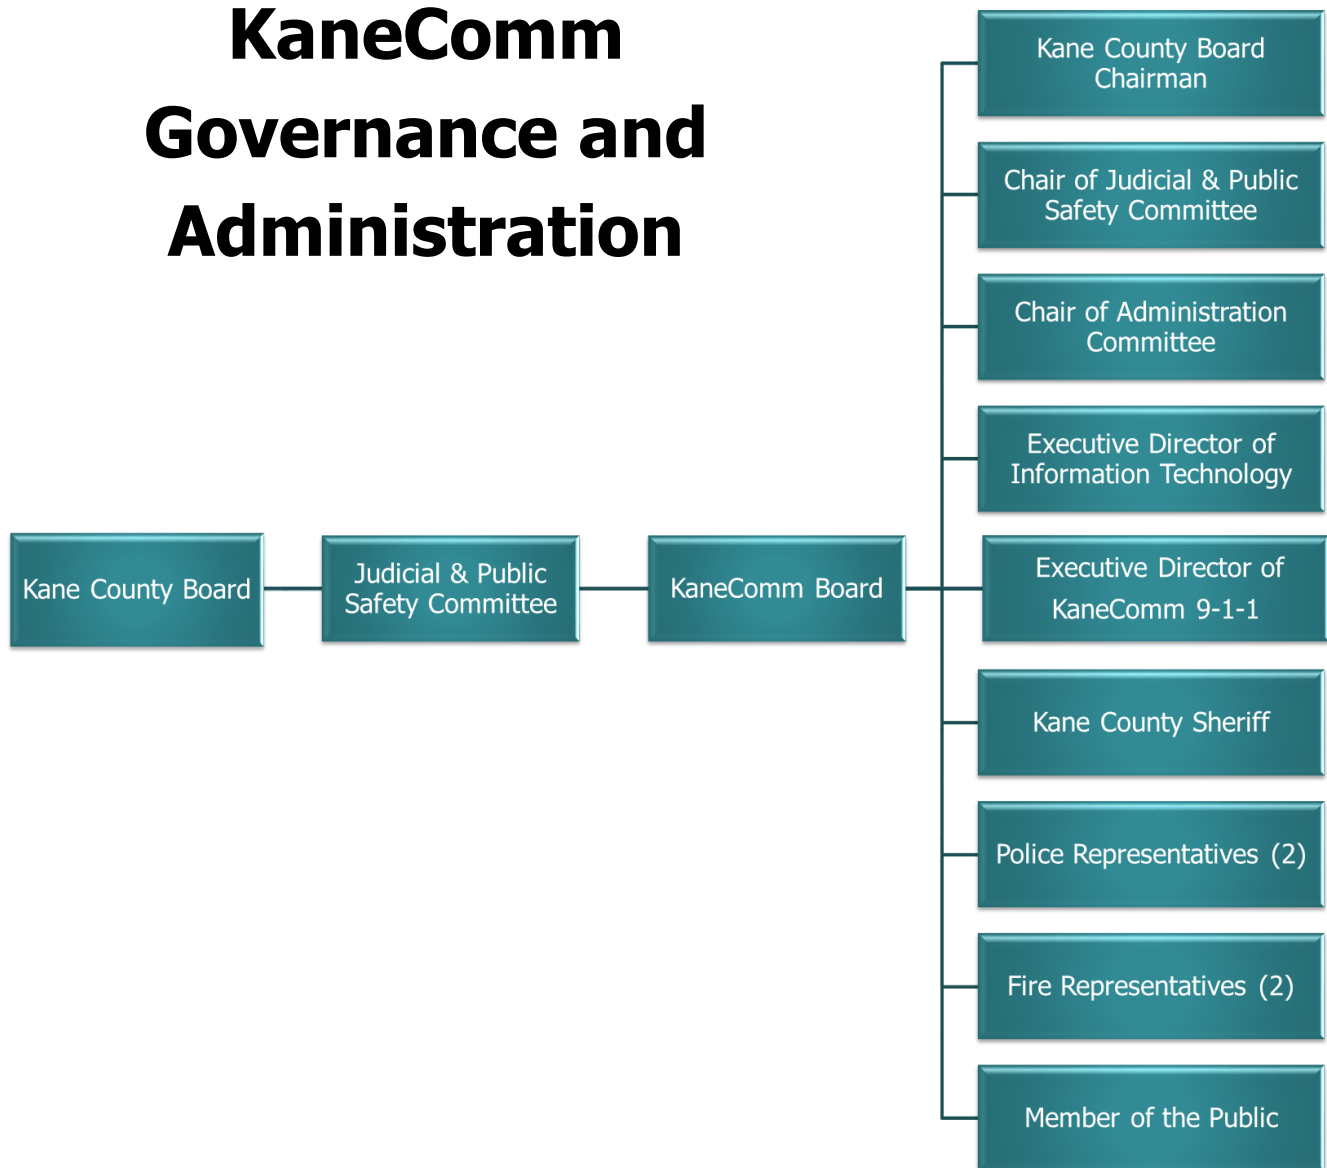 KaneComm
Governance and
Administration
Kane County Board
Judicial & Public
Safety Committee
KaneComm Board
Kane County Board
Chairman
Chair of Judicial & Public
Safety Committee
Chair of Administration
Committee
Executive Director of
Information Technology
Executive Director of
KaneComm 9-1-1
Kane County Sheriff
Police Representatives (2)
Fire Representatives (2)
Member of the Public